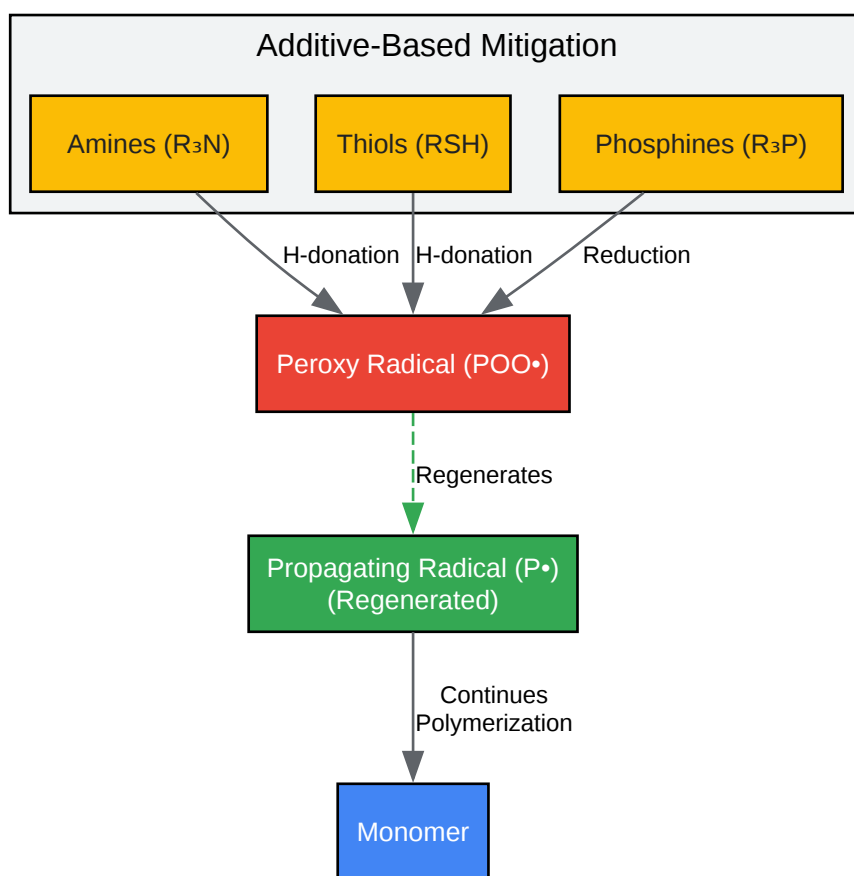 Additive-Based Mitigation
Amines (R₃N)
Thiols (RSH)
Phosphines (R₃P)
H-donation
H-donation
Reduction
Peroxy Radical (POO•)
Regenerates
Propagating Radical (P•)
(Regenerated)
Continues
Polymerization
Monomer